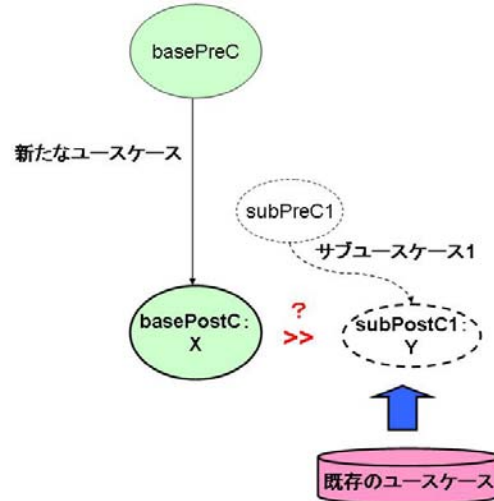 basePreC
新たなユースケース
subPreC1
サブユースケース1
basePostC：
X
?
>>
subPostC1：
Y
既存のユースケース